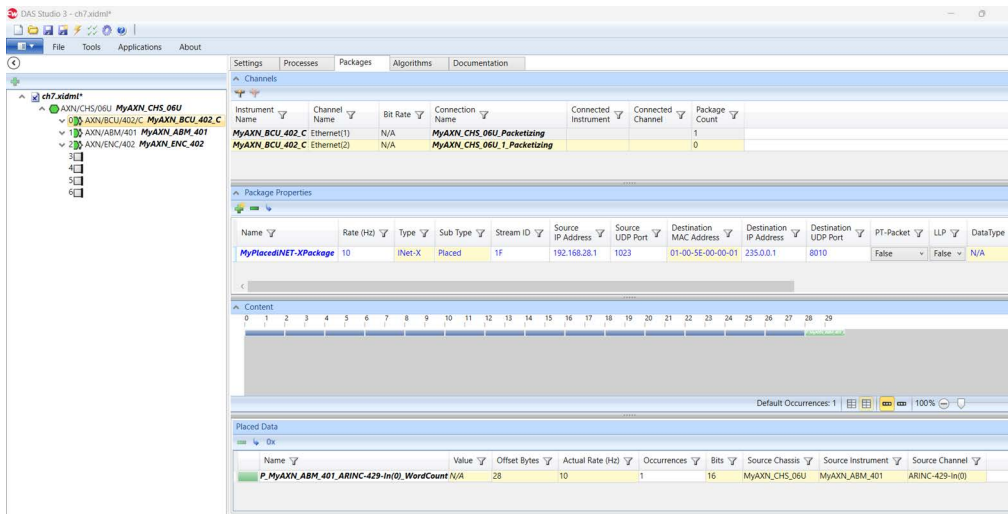 DAS Studio 3 - ch7.xidml*
File Tools Applications About
Settings Processes Packages Algorithms Documentation
ch7.xidml*
AXN/CHS/06U MyAXN_CHS_06U
0 AXN/BCU/402/C MyAXN_BCU_402_C
1 AXN/ABM/401 MyAXN_ABM_401
2 AXN/ENC/402 MyAXN_ENC_402
3
4
5
6
Channels
Instrument Name Channel Name Bit Rate (Hz) Connection Name Connected Instrument Connected Channel Package Count
MyAXN_BCU_402_C Ethernet(1) N/A MyAXN_CHS_06U_Packetizing 1
MyAXN_BCU_402_C Ethernet(2) N/A MyAXN_CHS_06U_1_Packetizing 0
Package Properties
Name Rate (Hz) Type Sub Type Stream ID Source IP Address Source UDP Port Destination MAC Address Destination IP Address Destination UDP Port PT-Packet LLP DataType
MyPlacediNET-XPackage 10 iNet-X Placed 1F 192.168.28.1 1023 01-00-5E-00-00-01 235.0.0.1 8010 False False N/A
Content
0 1 2 3 4 5 6 7 8 9 10 11 12 13 14 15 16 17 18 19 20 21 22 23 24 25 26 27 28 29
Default Occurrences: 1 100%
Placed Data
0x
Name Value Offset Bytes Actual Rate (Hz) Occurrences Bits Source Chassis Source Instrument Source Channel
P_MyAXN_ABM_401_ARINC-429-In(0)_WordCount N/A 28 10 1 16 MyAXN_CHS_06U MyAXN_ABM_401 ARINC-429-In(0)